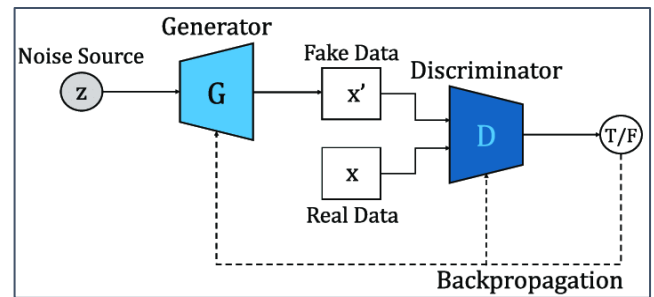 Generator
Noise Source
Fake Data
Discriminator
z
G
x'
D
T/F
x
Real Data
Backpropagation